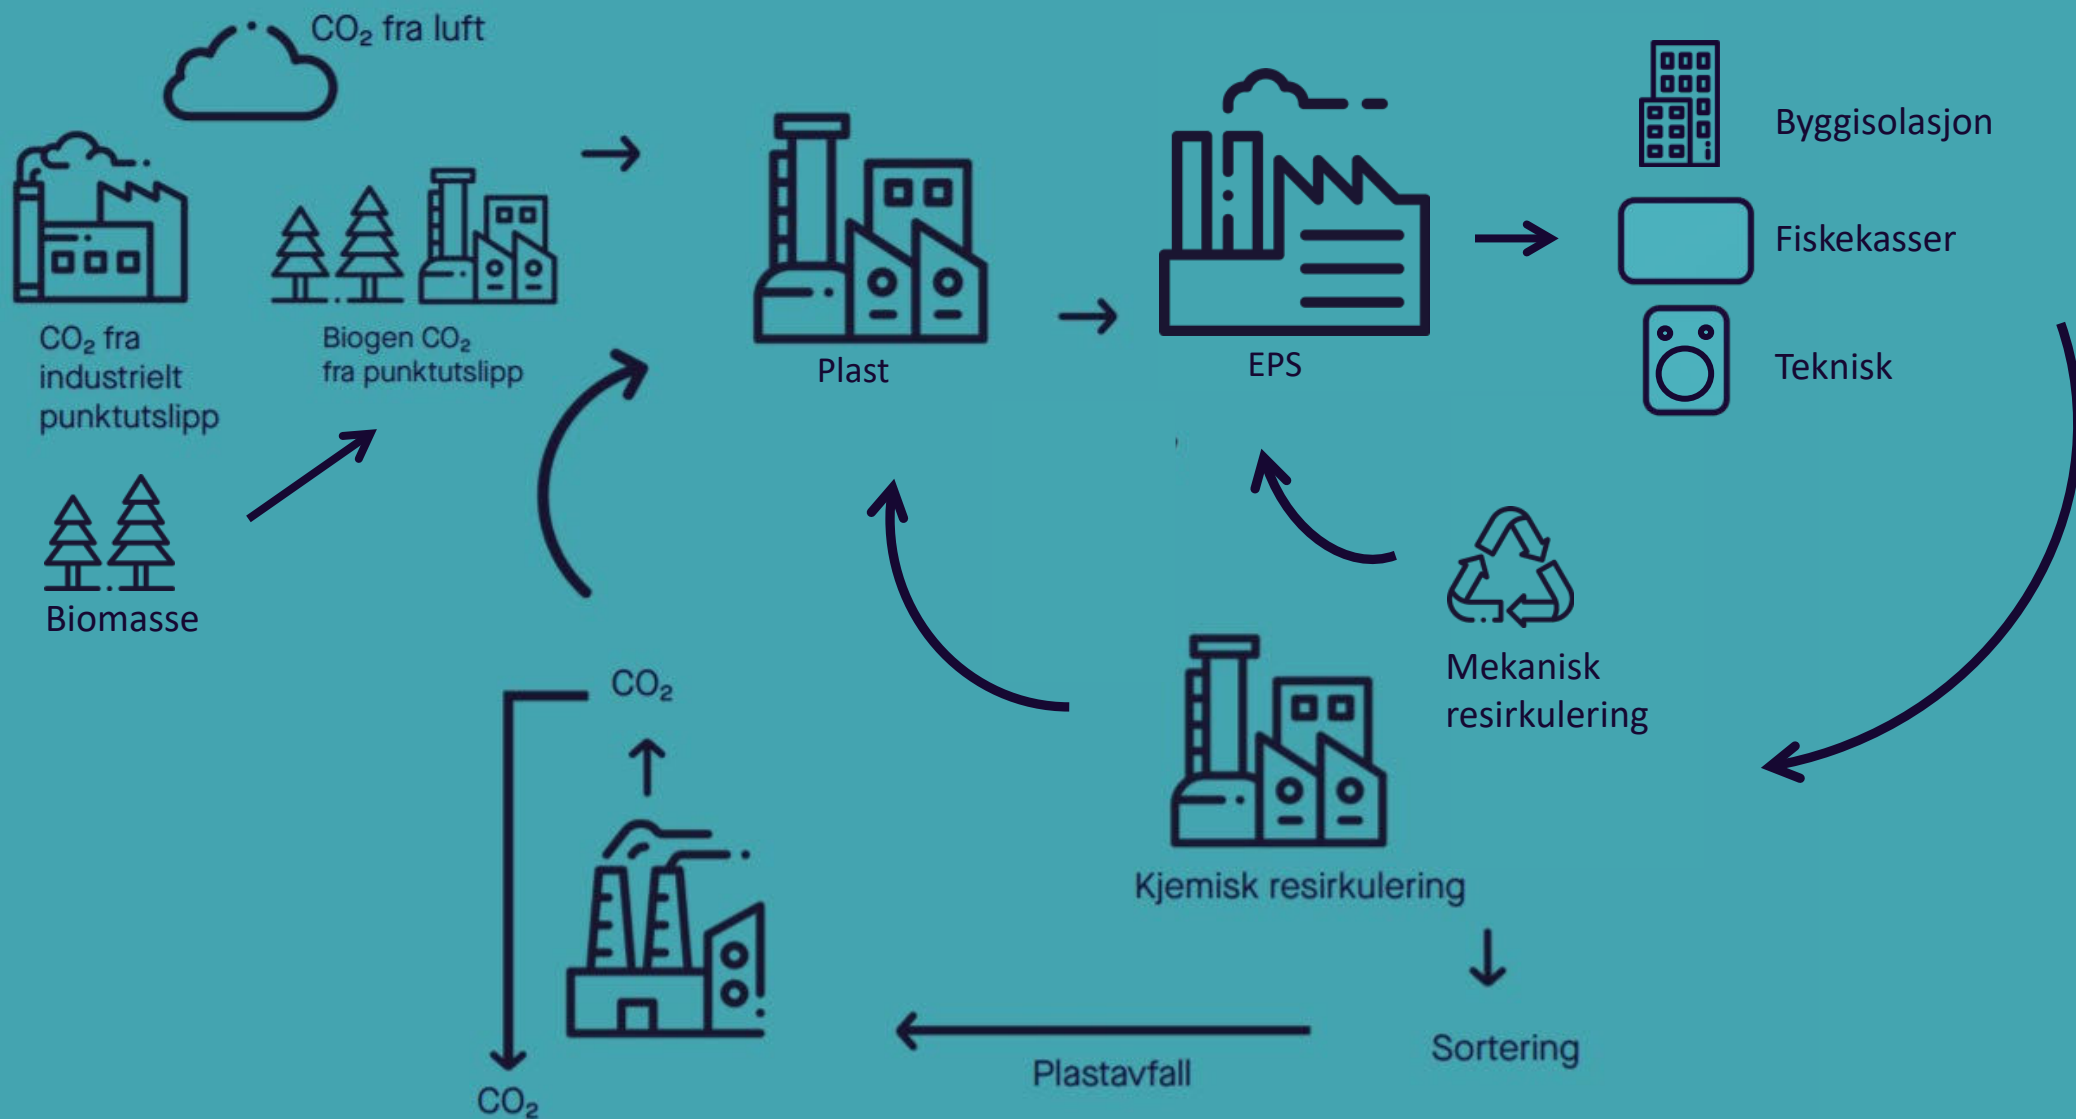 CO₂ fra luft
CO₂ fra
industrielt
punktutslipp
Biogen CO₂
fra punktutslipp
Biomasse
Plast
EPS
Byggisolasjon
Fiskekasser
Teknisk
Mekanisk
resirkulering
Kjemisk resirkulering
Sortering
Plastavfall
CO₂
CO₂